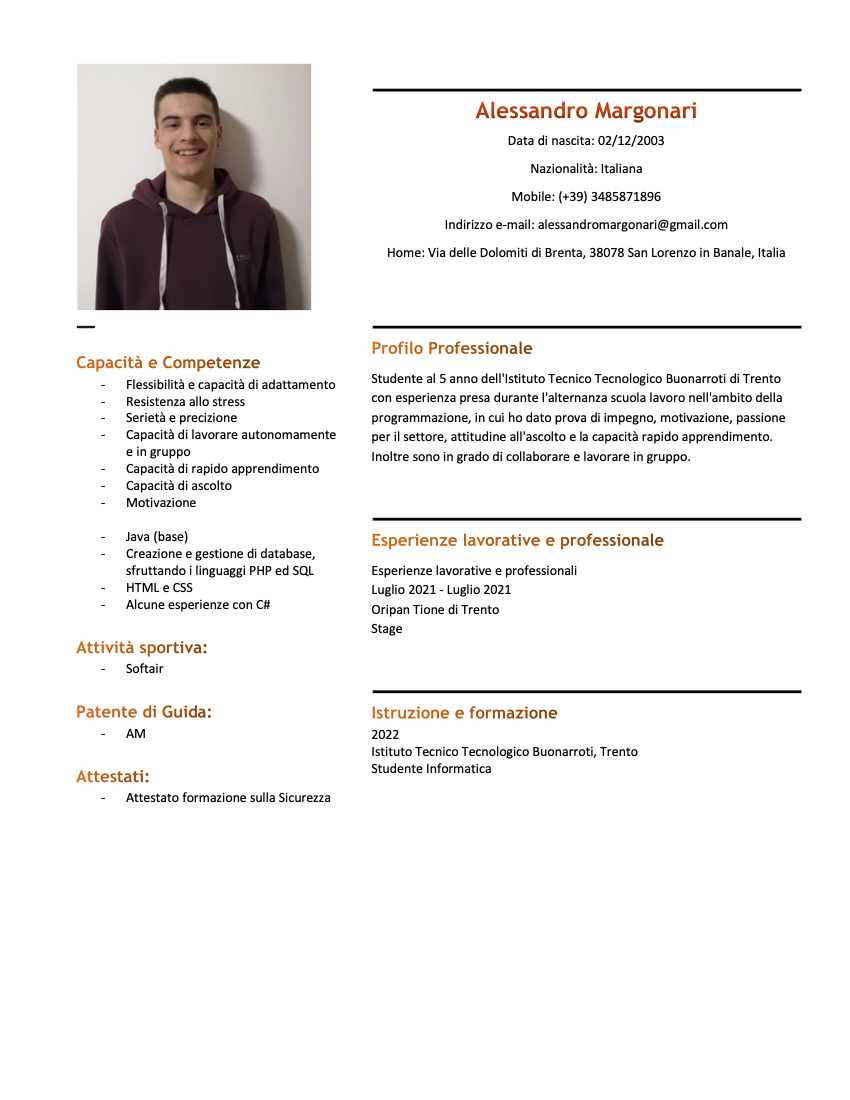 Alessandro Margonari
Data di nascita: 02/12/2003
Nazionalità: Italiana
Mobile: (+39) 3485871896
Indirizzo e-mail: alessandromargonari@gmail.com
Home: Via delle Dolomiti di Brenta, 38078 San Lorenzo in Banale, Italia
Capacità e Competenze
- Flessibilità e capacità di adattamento
- Resistenza allo stress
- Serietà e precizione
- Capacità di lavorare autonomamente
e in gruppo
- Capacità di rapido apprendimento
- Capacità di ascolto
- Motivazione
- Java (base)
- Creazione e gestione di database,
sfruttando i linguaggi PHP ed SQL
- HTML e CSS
- Alcune esperienze con C#
Attività sportiva:
- Softair
Patente di Guida:
- AM
Attestati:
- Attestato formazione sulla Sicurezza
Profilo Professionale
Studente al 5 anno dell'Istituto Tecnico Tecnologico Buonarroti di Trento
con esperienza presa durante l'alternanza scuola lavoro nell'ambito della
programmazione, in cui ho dato prova di impegno, motivazione, passione
per il settore, attitudine all'ascolto e la capacità rapido apprendimento.
Inoltre sono in grado di collaborare e lavorare in gruppo.
Esperienze lavorative e professionale
Esperienze lavorative e professionali
Luglio 2021 - Luglio 2021
Oripan Tione di Trento
Stage
Istruzione e formazione
2022
Istituto Tecnico Tecnologico Buonarroti, Trento
Studente Informatica